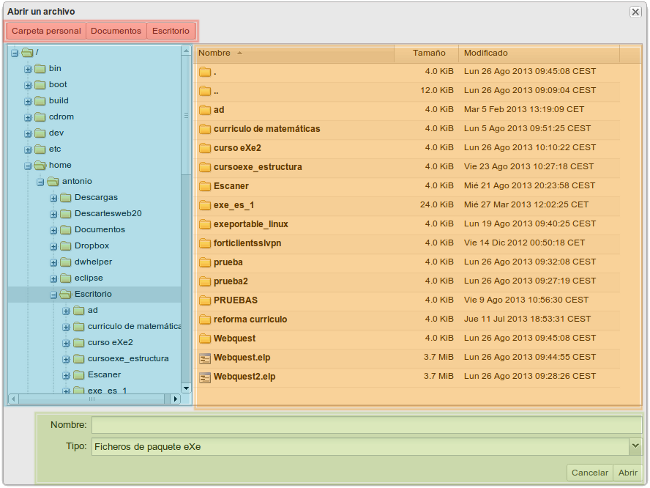 Abrir un archivo
Carpeta personal Documentos Escritorio
/
bin
boot
build
cdrom
dev
etc
home
antonio
Descargas
Descartesweb20
Documentos
Dropbox
dwhelper
eclipse
Escritorio
ad
curriculo de matemática
curso eXe2
cursoexe_estructura
Escaner
exe_es_1
Nombre Tamaño Modificado
. 4.0 KiB Lun 26 Ago 2013 09:45:08 CEST
.. 12.0 KiB Lun 26 Ago 2013 09:09:04 CEST
ad 4.0 KiB Mar 5 Feb 2013 13:19:09 CET
curriculo de matemáticas 4.0 KiB Lun 5 Ago 2013 09:51:25 CEST
curso eXe2 4.0 KiB Lun 26 Ago 2013 10:10:22 CEST
cursoexe_estructura 4.0 KiB Vie 23 Ago 2013 10:27:18 CEST
Escaner 4.0 KiB Mié 21 Ago 2013 20:23:58 CEST
exe_es_1 24.0 KiB Mié 27 Mar 2013 12:02:25 CET
exeportable_linux 4.0 KiB Lun 19 Ago 2013 09:40:25 CEST
forticlientsslvpn 4.0 KiB Vie 14 Dic 2012 00:50:18 CET
prueba 4.0 KiB Lun 26 Ago 2013 09:32:08 CEST
prueba2 4.0 KiB Lun 26 Ago 2013 09:27:19 CEST
PRUEBAS 4.0 KiB Vie 9 Ago 2013 10:56:30 CEST
reforma curriculo 4.0 KiB Jue 11 Jul 2013 18:53:31 CEST
Webquest 4.0 KiB Lun 26 Ago 2013 09:45:08 CEST
Webquest.elp 3.7 MiB Lun 26 Ago 2013 09:44:55 CEST
Webquest2.elp 3.7 MiB Lun 26 Ago 2013 09:28:26 CEST
Nombre:
Tipo: Ficheros de paquete eXe
Cancelar Abrir